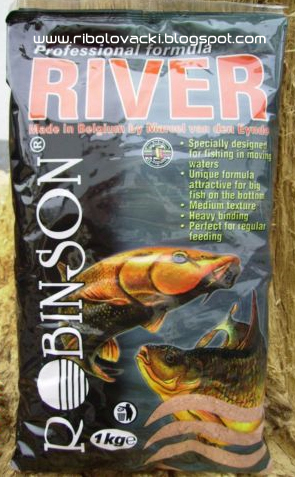 www.ribolovacki.blogspot.com
Professional formula
RIVER
Made in Belgium by Marcel van den Eynde
• Specially designed
for fishing in moving
waters
• Unique formula
attractive for big
fish on the bottom
• Medium texture
• Heavy binding
• Perfect for regular
feeding
ROBINSON®
1kg e